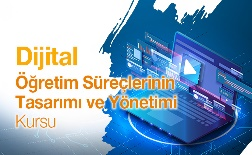 Dijital
Öğretim Süreçlerinin
Tasarımı ve Yönetimi
Kursu